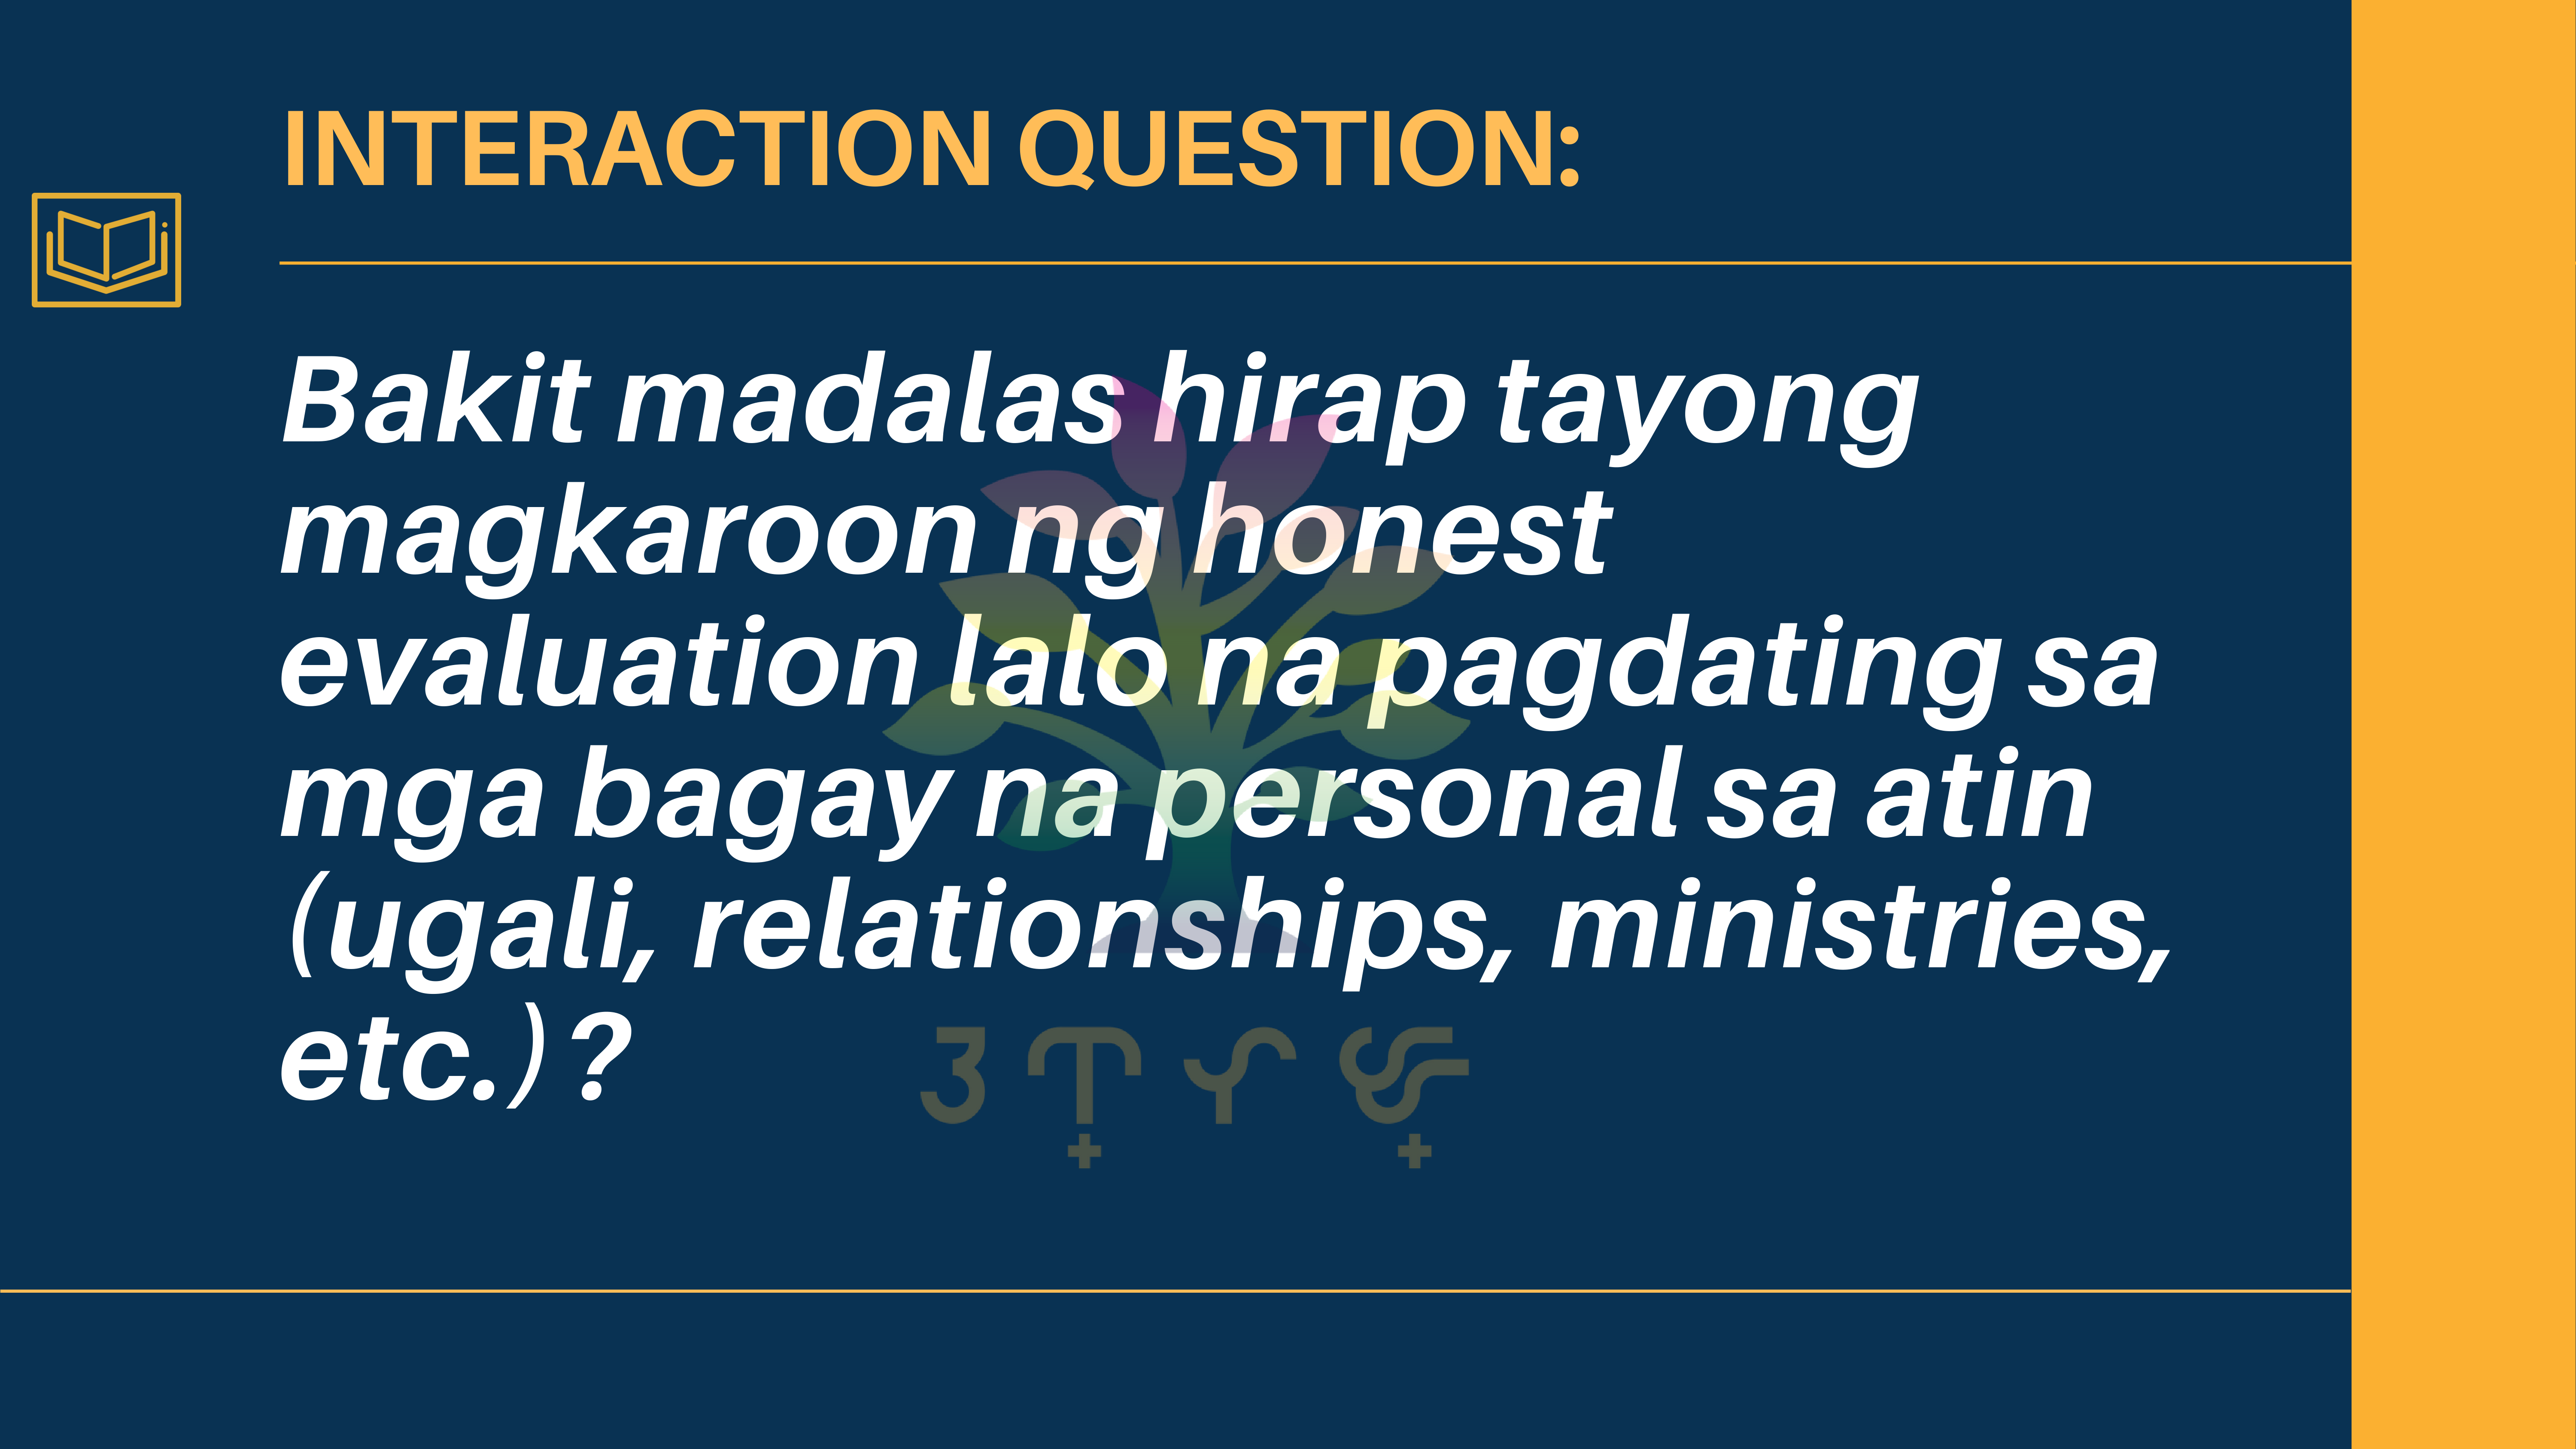 INTERACTION QUESTION:
Bakit madalas hirap tayong
magkaroon ng honest
evaluation lalo na pagdating sa
mga bagay na personal sa atin
(ugali, relationships, ministries,
etc.) ?
ᜊᜓ